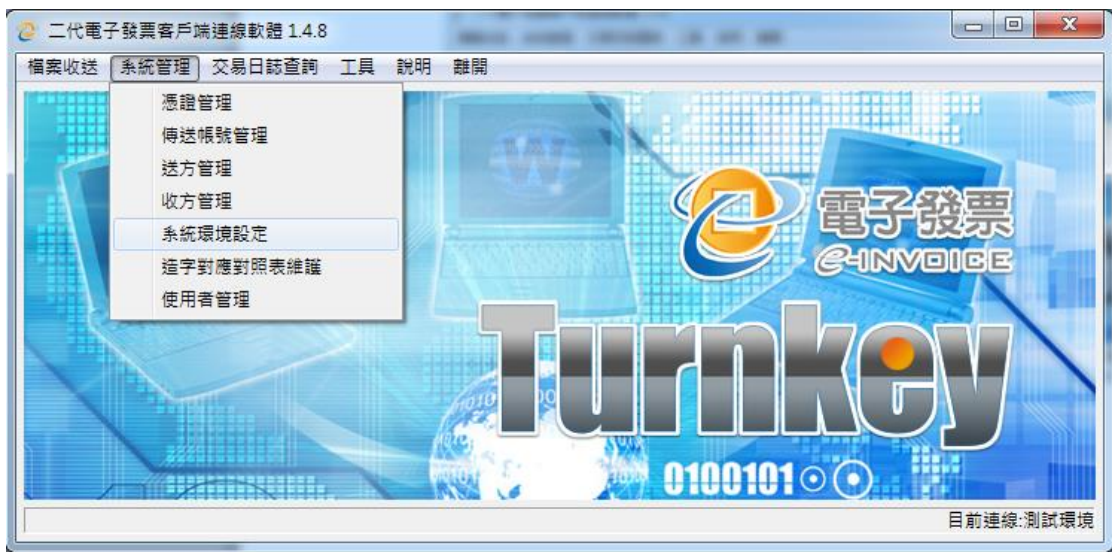 二代電子發票客戶端連線軟體 1.4.8
檔案收送 系統管理 交易日誌查詢 工具 說明 離開
憑證管理
傳送帳號管理
送方管理
收方管理
系統環境設定
造字對應對照表維護
使用者管理
W
電子發票
e-INVOICE
Turnkey
0100101
目前連線:測試環境